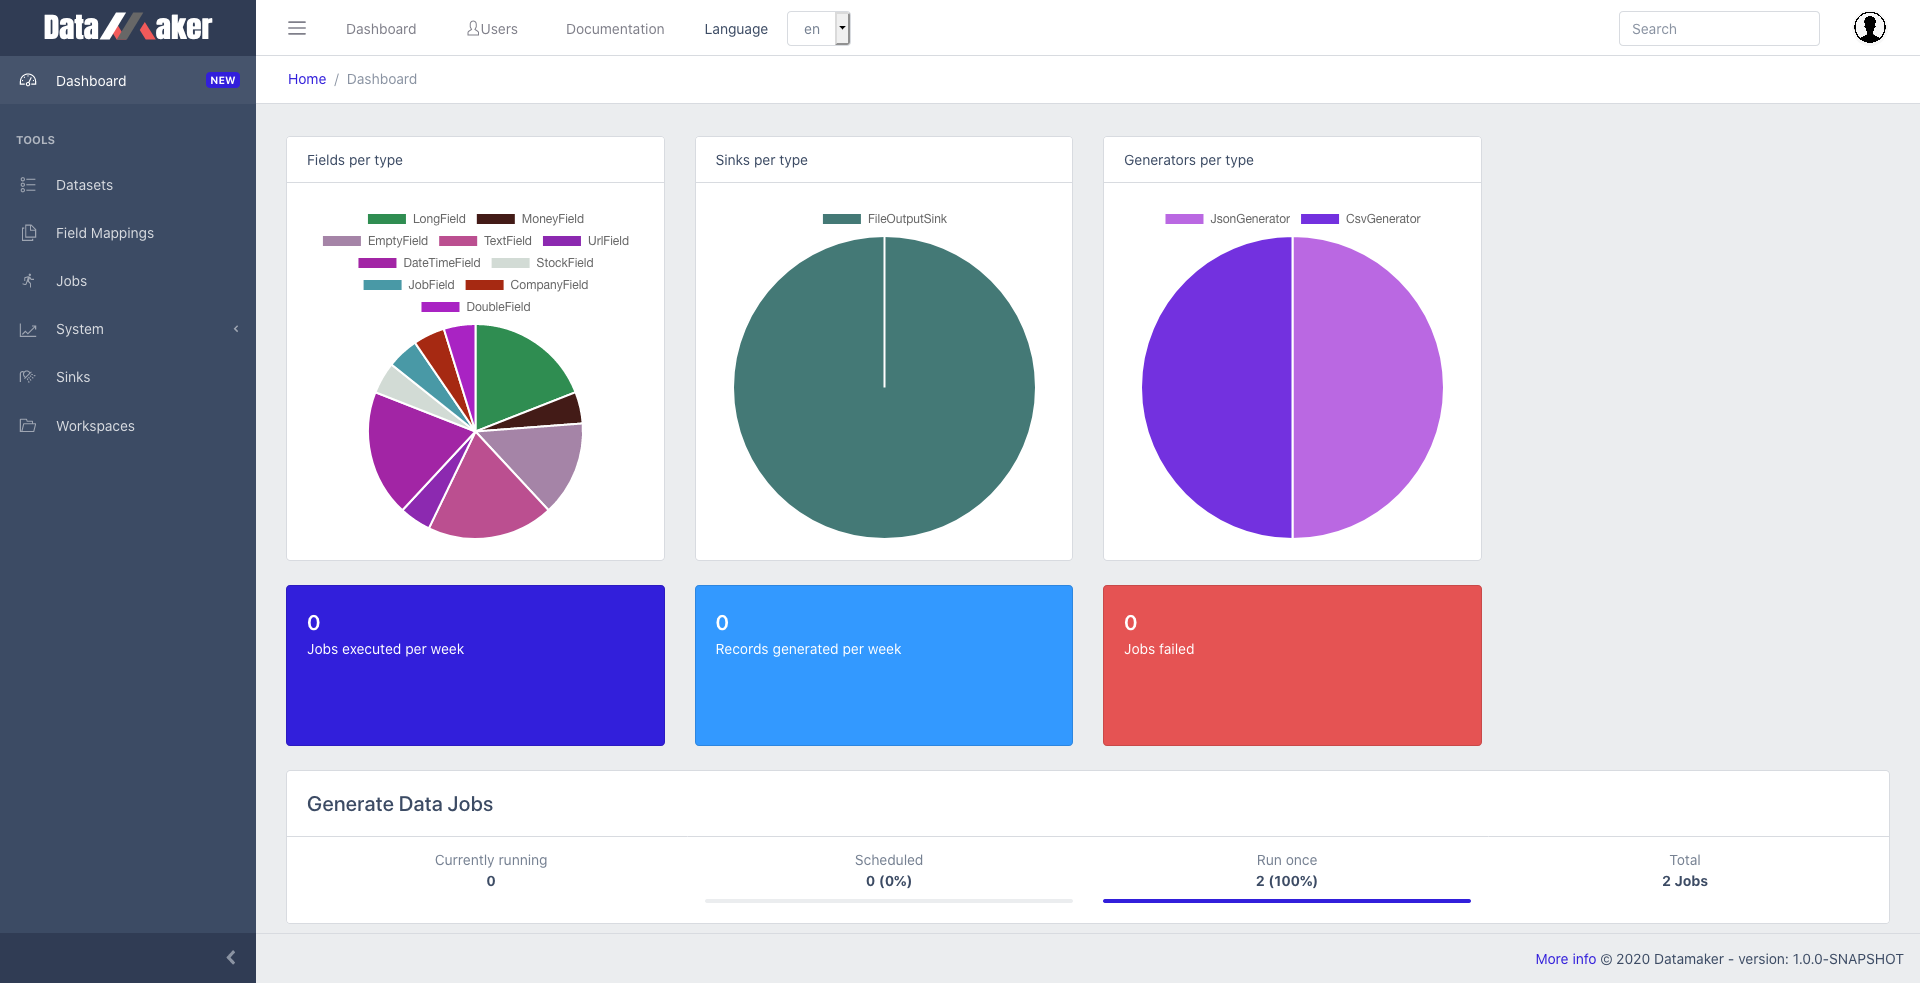 Data Maker
Dashboard Users Documentation Language en Search
Dashboard NEW
Home / Dashboard
TOOLS
Datasets
Field Mappings
Jobs
System
Sinks
Workspaces
Fields per type
LongField MoneyField
EmptyField TextField UrlField
DateTimeField StockField
JobField CompanyField
DoubleField
Sinks per type
FileOutputSink
Generators per type
JsonGenerator CsvGenerator
0
Jobs executed per week
0
Records generated per week
0
Jobs failed
Generate Data Jobs
Currently running
0
Scheduled
0 (0%)
Run once
2 (100%)
Total
2 Jobs
More info © 2020 Datamaker - version: 1.0.0-SNAPSHOT